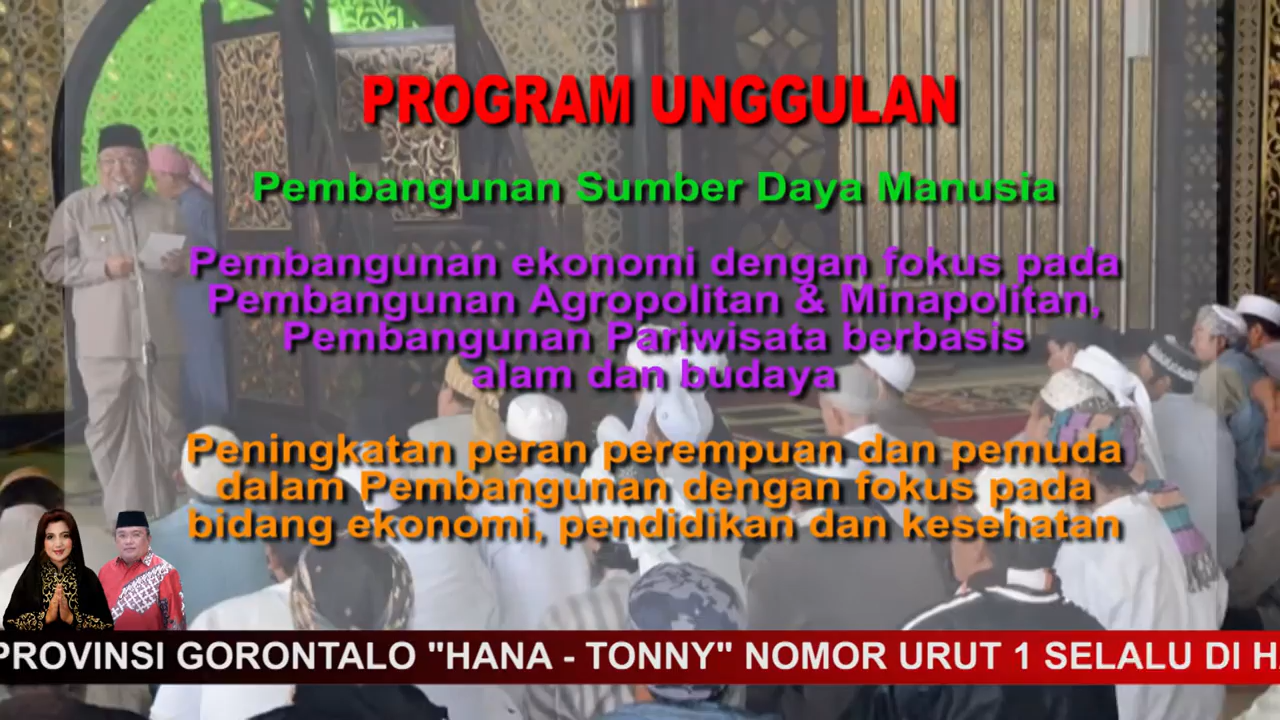 PROGRAM UNGGULAN
Pembangunan Sumber Daya Manusia
Pembangunan ekonomi dengan fokus pada
Pembangunan Agropolitan & Minapolitan,
Pembangunan Pariwisata berbasis
alam dan budaya
Peningkatan peran perempuan dan pemuda
dalam Pembangunan dengan fokus pada
bidang ekonomi, pendidikan dan kesehatan
PROVINSI GORONTALO "HANA - TONNY" NOMOR URUT 1 SELALU DI